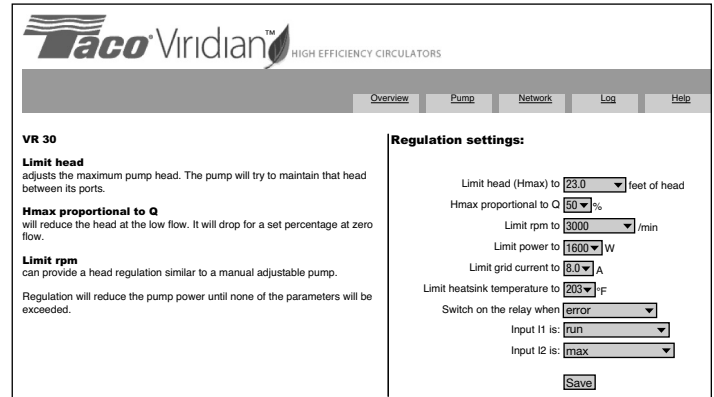 Taco Viridian™ HIGH EFFICIENCY CIRCULATORS
Overview Pump Network Log Help
VR 30
Limit head
adjusts the maximum pump head. The pump will try to maintain that head
between its ports.
Hmax proportional to Q
will reduce the head at the low flow. It will drop for a set percentage at zero
flow.
Limit rpm
can provide a head regulation similar to a manual adjustable pump.
Regulation will reduce the pump power until none of the parameters will be
exceeded.
Regulation settings:
Limit head (Hmax) to 23.0 feet of head
Hmax proportional to Q 50 %
Limit rpm to 3000 /min
Limit power to 1600 W
Limit grid current to 8.0 A
Limit heatsink temperature to 203 °F
Switch on the relay when error
Input I1 is: run
Input I2 is: max
Save